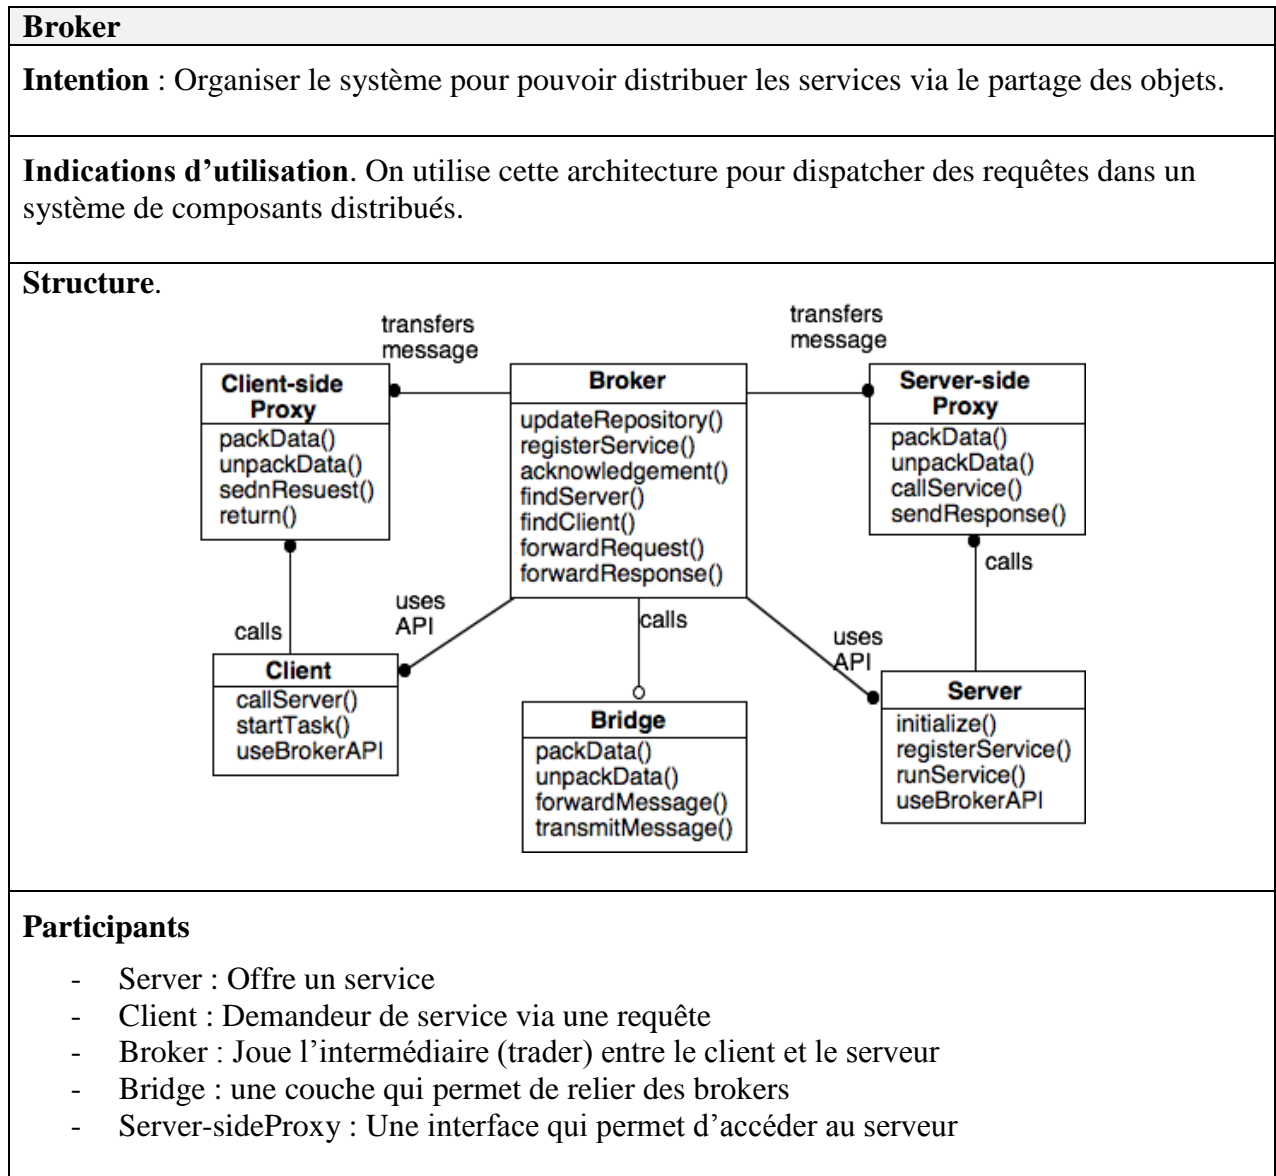 Broker
Intention : Organiser le système pour pouvoir distribuer les services via le partage des objets.
Indications d’utilisation. On utilise cette architecture pour dispatcher des requêtes dans un
système de composants distribués.
Structure.
transfers
message
transfers
message
Client-side
Proxy
packData()
unpackData()
sednResuest()
return()
Broker
updateRepository()
registerService()
acknowledgement()
findServer()
findClient()
forwardRequest()
forwardResponse()
Server-side
Proxy
packData()
unpackData()
callService()
sendResponse()
calls
uses
API
calls
uses
API
calls
Client
callServer()
startTask()
useBrokerAPI
Bridge
packData()
unpackData()
forwardMessage()
transmitMessage()
Server
initialize()
registerService()
runService()
useBrokerAPI
Participants
- Server : Offre un service
- Client : Demandeur de service via une requête
- Broker : Joue l’intermédiaire (trader) entre le client et le serveur
- Bridge : une couche qui permet de relier des brokers
- Server-sideProxy : Une interface qui permet d’accéder au serveur